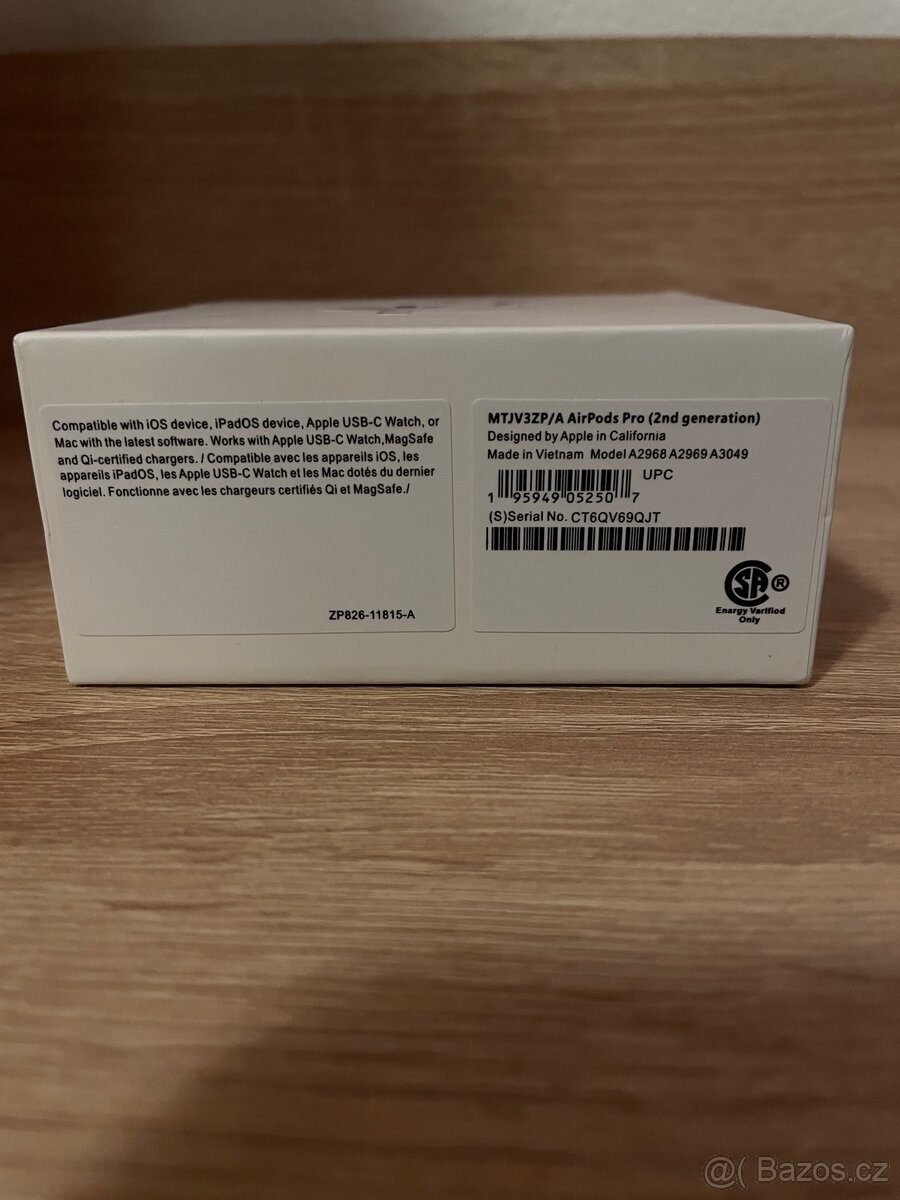 Compatible with iOS device, iPadOS device, Apple USB-C Watch, or
Mac with the latest software. Works with Apple USB-C Watch,MagSafe
and Qi-certified chargers. / Compatible avec les appareils iOS, les
appareils iPadOS, les Apple USB-C Watch et les Mac dotés du dernier
logiciel. Fonctionne avec les chargeurs certifiés Qi et MagSafe./
ZP826-11815-A
MTJV3ZP/A AirPods Pro (2nd generation)
Designed by Apple in California
Made in Vietnam Model A2968 A2969 A3049
UPC
1 95949 05250 7
(S)Serial No. CT6QV69QJT
SA ®
Enargy Varifiod
Only
@( Bazos.cz